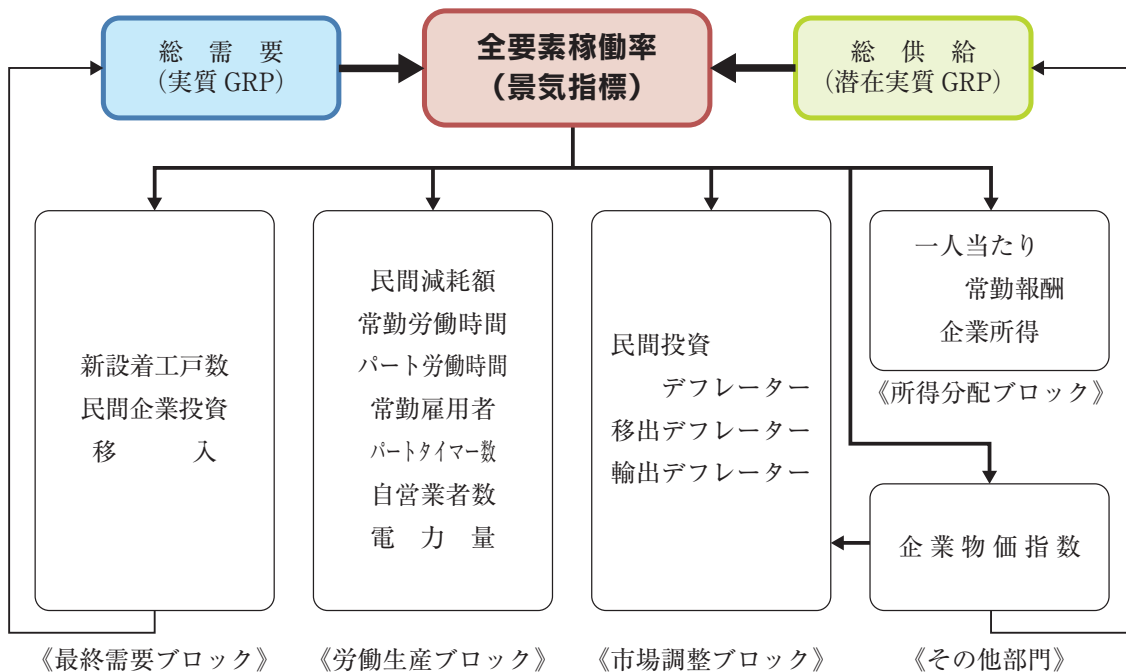 総 需 要
(実質 GRP)
全要素稼働率
(景気指標)
総 供 給
(潜在実質 GRP)
新設着工戸数
民間企業投資
移 入
《最終需要ブロック》
民間減耗額
常勤労働時間
パート労働時間
常勤雇用者
パートタイマー数
自営業者数
電 力 量
《労働生産ブロック》
民間投資
デフレーター
移出デフレーター
輸出デフレーター
《市場調整ブロック》
一人当たり
常勤報酬
企業所得
《所得分配ブロック》
企業物価指数
《その他部門》